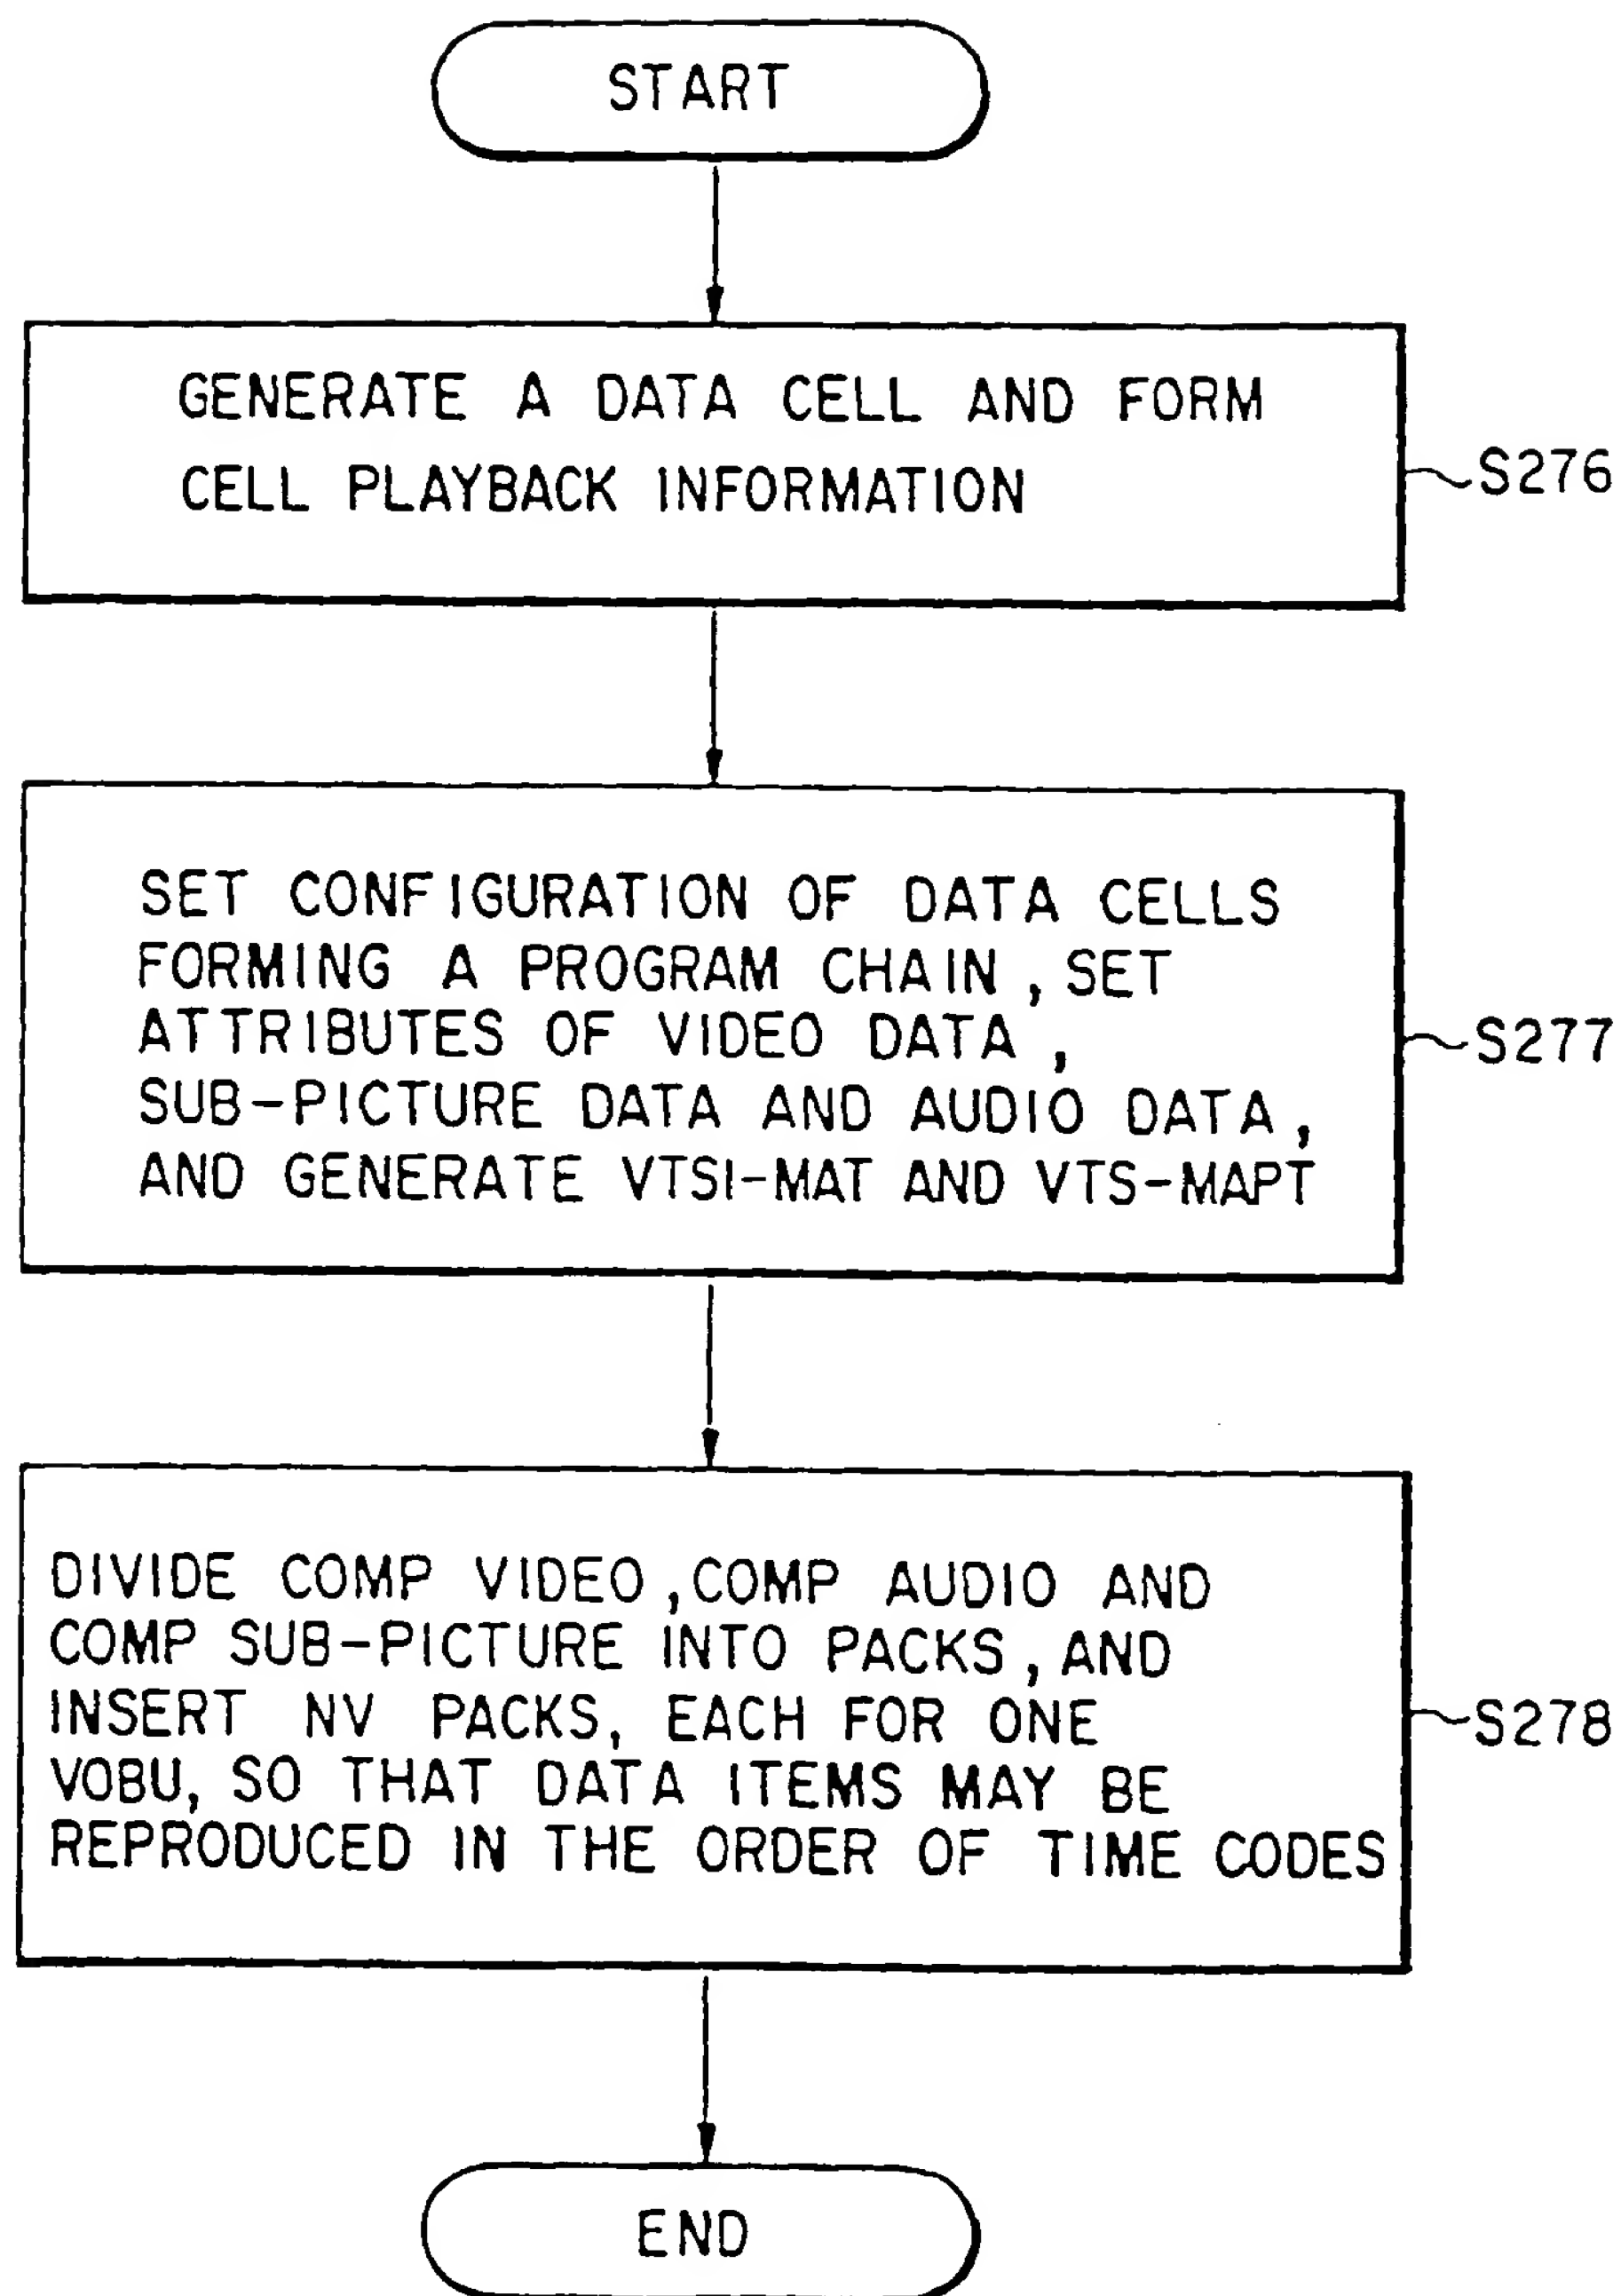 START
GENERATE A DATA CELL AND FORM
CELL PLAYBACK INFORMATION
S276
SET CONFIGURATION OF DATA CELLS
FORMING A PROGRAM CHAIN, SET
ATTRIBUTES OF VIDEO DATA,
SUB-PICTURE DATA AND AUDIO DATA,
AND GENERATE VTSI-MAT AND VTS-MAPT
S277
DIVIDE COMP VIDEO, COMP AUDIO AND
COMP SUB-PICTURE INTO PACKS, AND
INSERT NV PACKS, EACH FOR ONE
VOBU, SO THAT DATA ITEMS MAY BE
REPRODUCED IN THE ORDER OF TIME CODES
S278
END